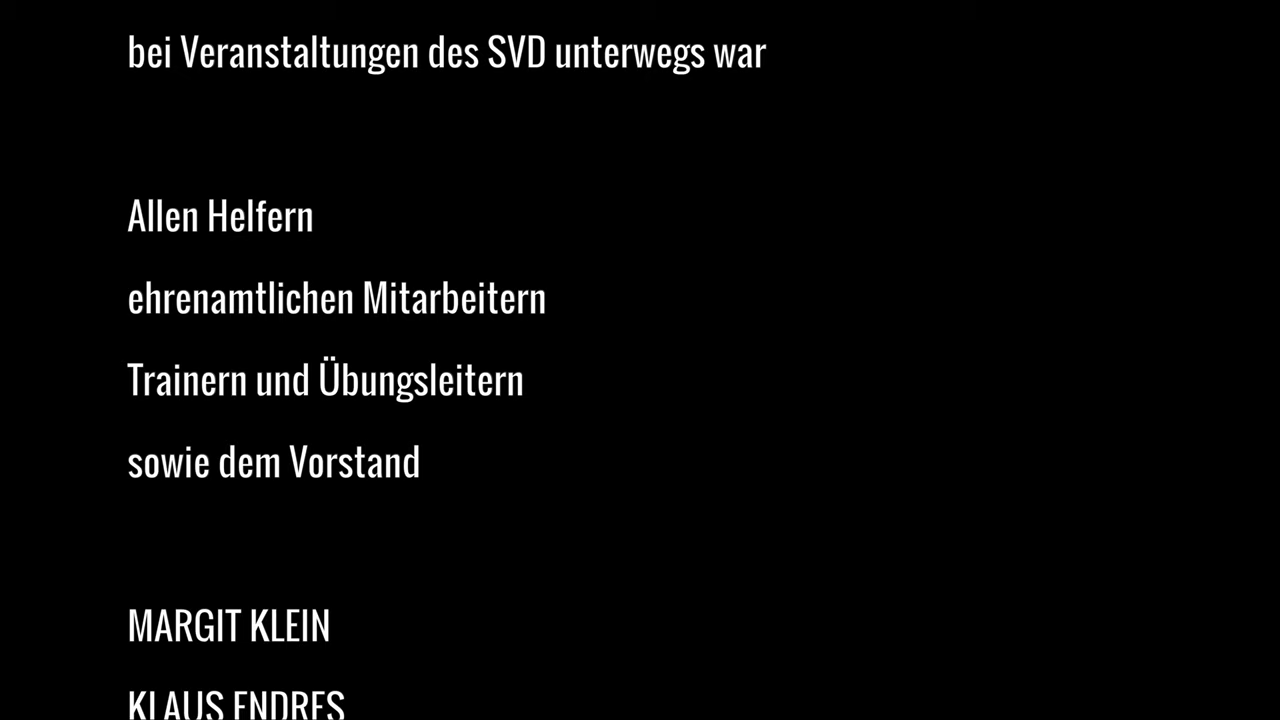 bei Veranstaltungen des SVD unterwegs war
Allen Helfern
ehrenamtlichen Mitarbeitern
Trainern und Übungsleitern
sowie dem Vorstand
MARGIT KLEIN
KLAUS ENDRES